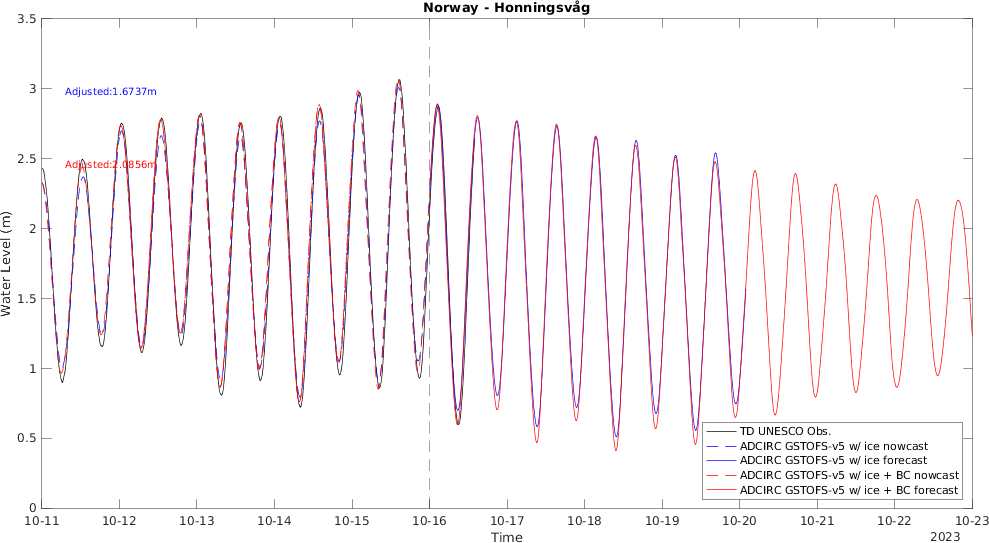 Norway - Honningsvåg
3.5
3
2.5
2
1.5
1
0.5
0
Water Level (m)
Adjusted:1.6737m
Adjusted:2.0856m
TD UNESCO Obs.
ADCIRC GSTOFS-v5 w/ ice nowcast
ADCIRC GSTOFS-v5 w/ ice forecast
ADCIRC GSTOFS-v5 w/ ice + BC nowcast
ADCIRC GSTOFS-v5 w/ ice + BC forecast
10-11 10-12 10-13 10-14 10-15 10-16 10-17 10-18 10-19 10-20 10-21 10-22 10-23
Time
2023